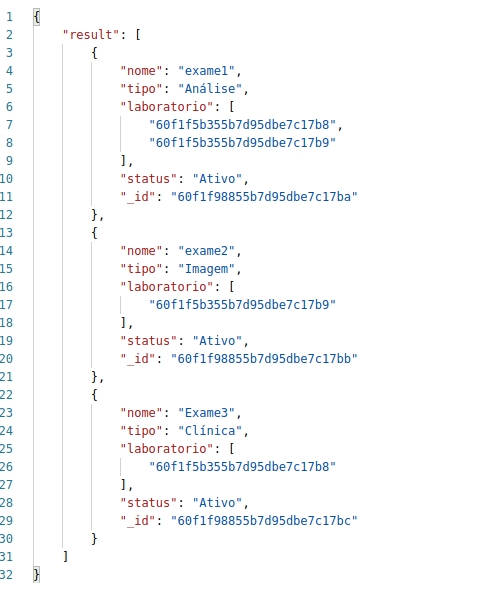 1 {
2     "result": [
3         {
4             "nome": "exame1",
5             "tipo": "Análise",
6             "laboratorio": [
7                 "60f1f5b355b7d95dbe7c17b8",
8                 "60f1f5b355b7d95dbe7c17b9"
9             ],
10             "status": "Ativo",
11             "_id": "60f1f98855b7d95dbe7c17ba"
12         },
13         {
14             "nome": "exame2",
15             "tipo": "Imagem",
16             "laboratorio": [
17                 "60f1f5b355b7d95dbe7c17b9"
18             ],
19             "status": "Ativo",
20             "_id": "60f1f98855b7d95dbe7c17bb"
21         },
22         {
23             "nome": "Exame3",
24             "tipo": "Clínica",
25             "laboratorio": [
26                 "60f1f5b355b7d95dbe7c17b8"
27             ],
28             "status": "Ativo",
29             "_id": "60f1f98855b7d95dbe7c17bc"
30         }
31     ]
32 }